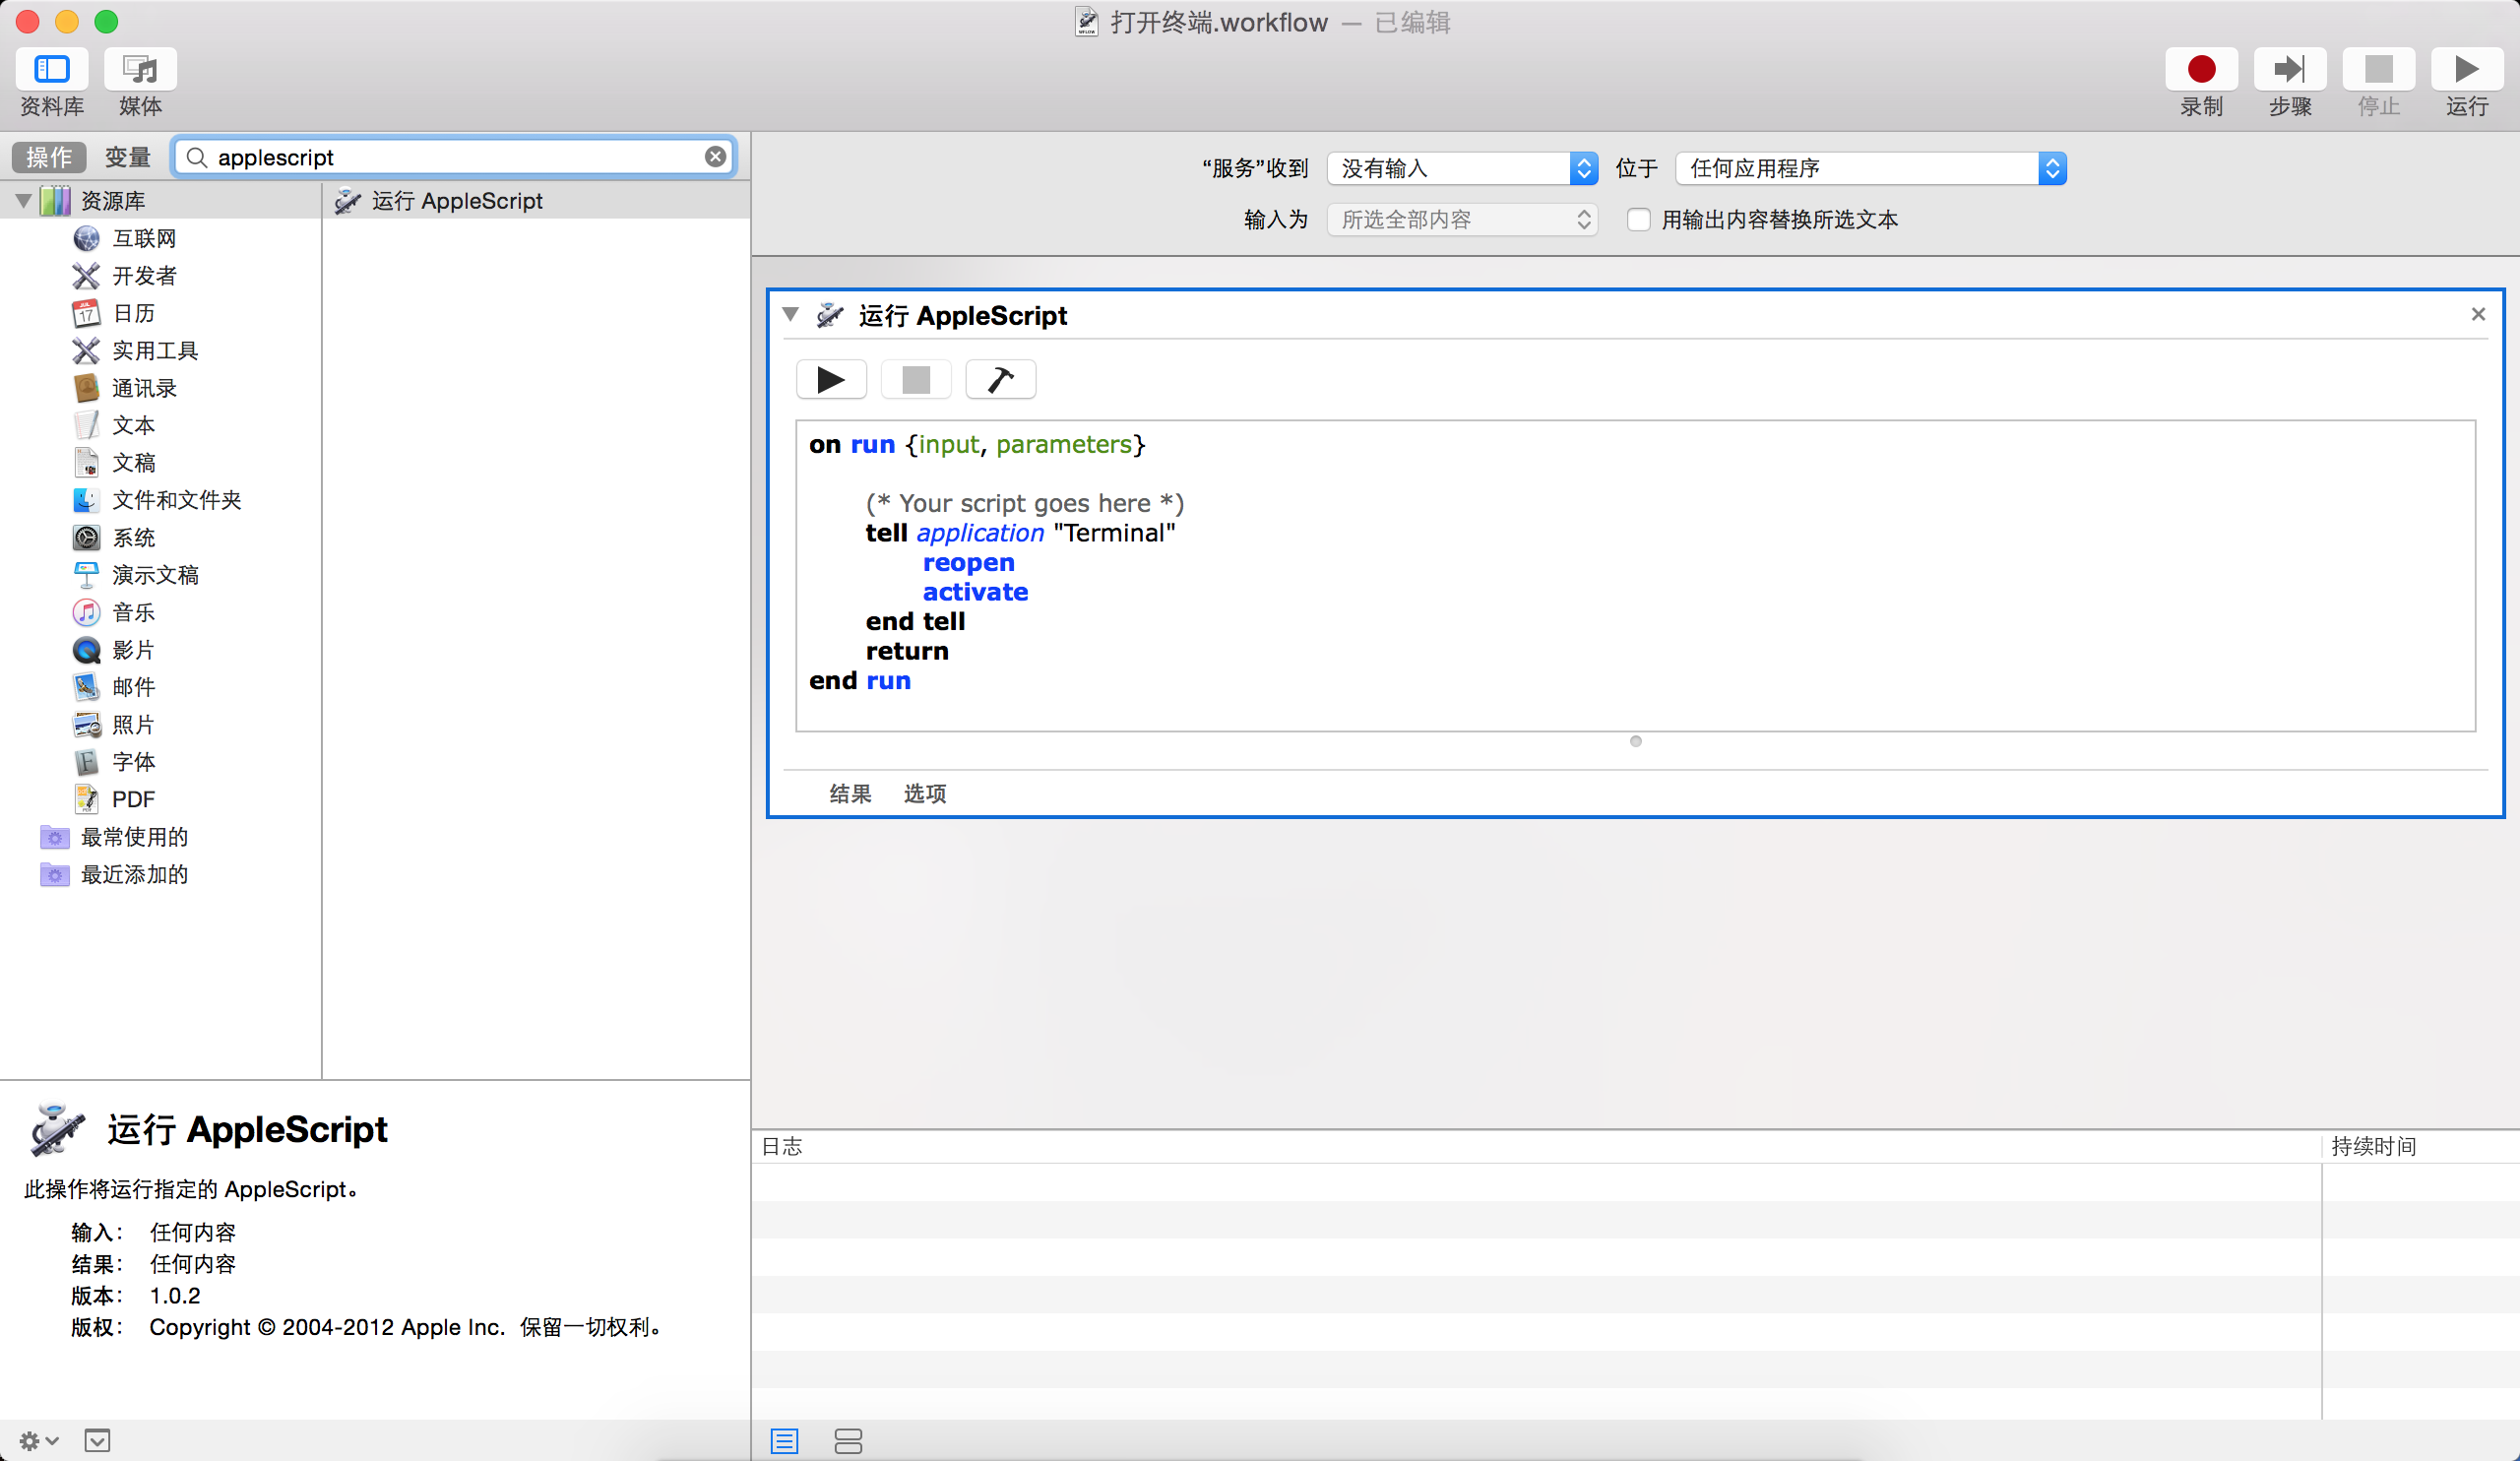 打开终端.workflow — 已编辑
资料库 媒体 录制 步骤 停止 运行
操作 变量 applescript
资源库
互联网
开发者
JUL
17
日历
实用工具
通讯录
文本
文稿
文件和文件夹
系统
演示文稿
音乐
影片
邮件
照片
F
字体
PDF
最常使用的
最近添加的
运行 AppleScript
“服务”收到 没有输入 位于 任何应用程序
输入为 所选全部内容 用输出内容替换所选文本
运行 AppleScript
on run {input, parameters}
(* Your script goes here *)
tell application "Terminal"
reopen
activate
end tell
return
end run
结果 选项
运行 AppleScript
此操作将运行指定的 AppleScript。
输入： 任何内容
结果： 任何内容
版本： 1.0.2
版权： Copyright © 2004-2012 Apple Inc. 保留一切权利。
日志 持续时间